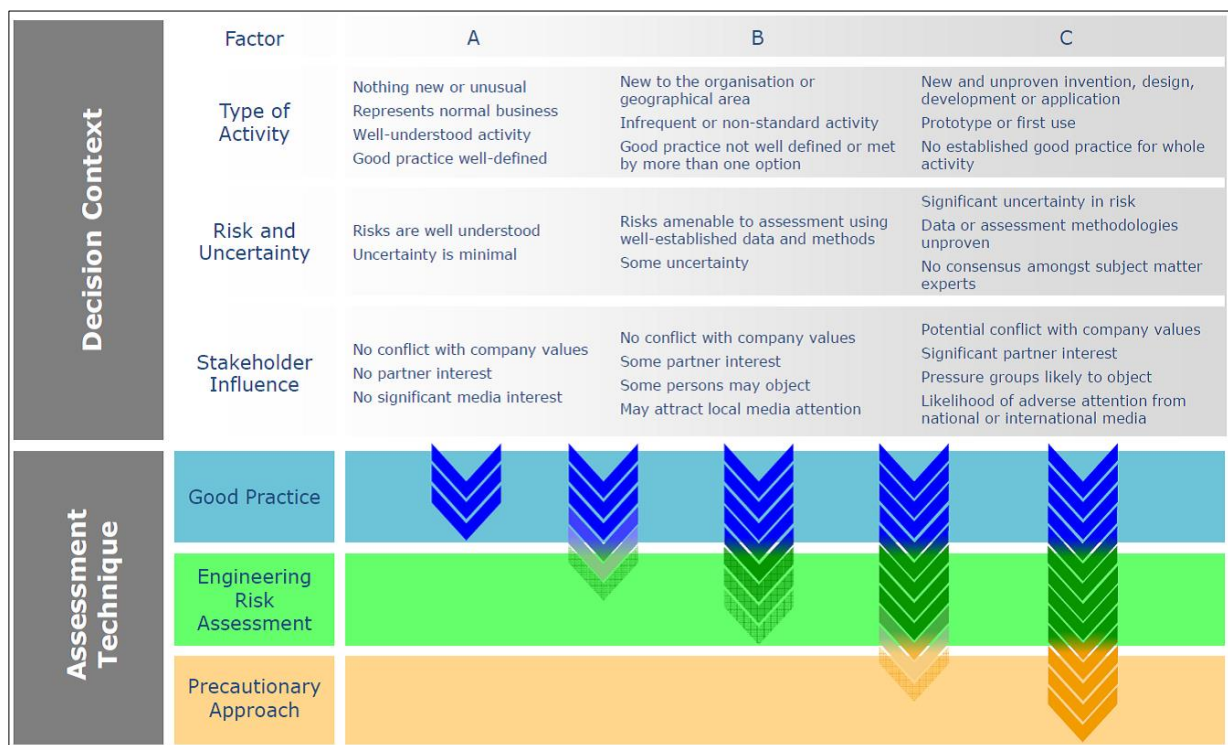 Decision Context
Factor
A
B
C
Type of
Activity
Nothing new or unusual
Represents normal business
Well-understood activity
Good practice well-defined
New to the organisation or
geographical area
Infrequent or non-standard activity
Good practice not well defined or met
by more than one option
New and unproven invention, design,
development or application
Prototype or first use
No established good practice for whole
activity
Risk and
Uncertainty
Risks are well understood
Uncertainty is minimal
Risks amenable to assessment using
well-established data and methods
Some uncertainty
Significant uncertainty in risk
Data or assessment methodologies
unproven
No consensus amongst subject matter
experts
Stakeholder
Influence
No conflict with company values
No partner interest
No significant media interest
No conflict with company values
Some partner interest
Some persons may object
May attract local media attention
Potential conflict with company values
Significant partner interest
Pressure groups likely to object
Likelihood of adverse attention from
national or international media
Assessment
Technique
Good Practice
Engineering
Risk
Assessment
Precautionary
Approach